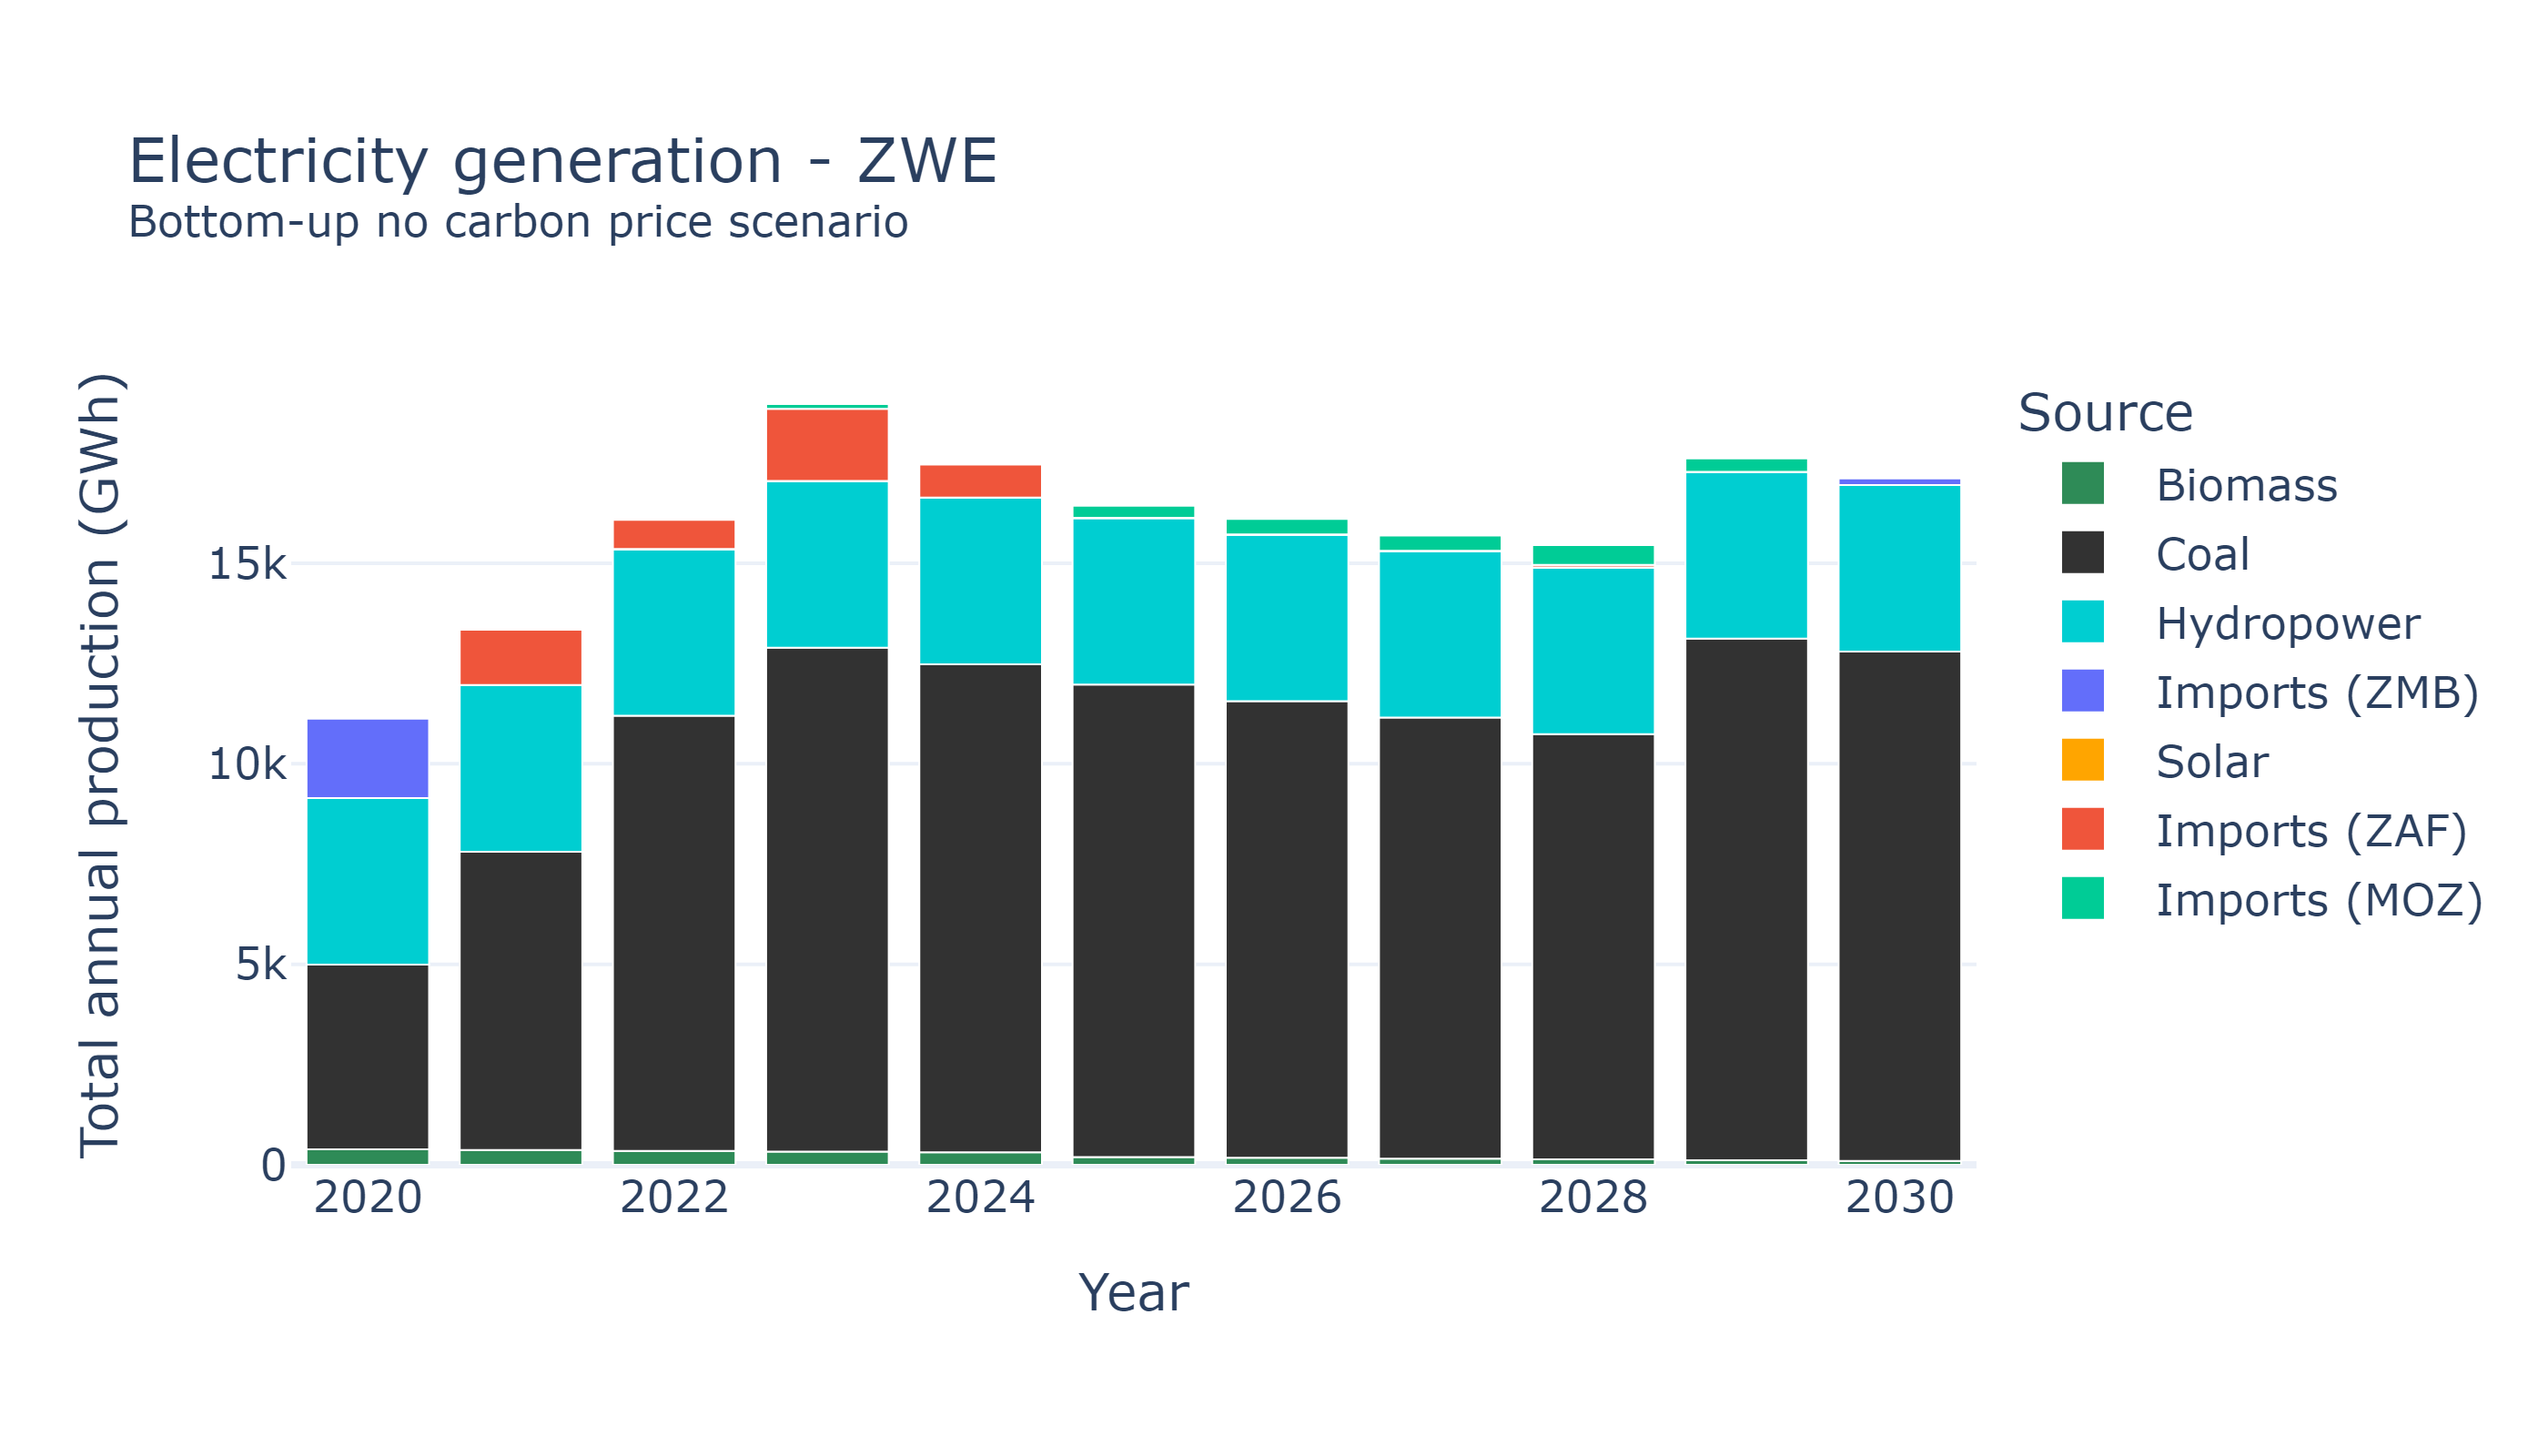 Electricity generation - ZWE
Bottom-up no carbon price scenario
Total annual production (GWh)
15k
10k
5k
0
2020
2022
2024
2026
2028
2030
Year
Source
Biomass
Coal
Hydropower
Imports (ZMB)
Solar
Imports (ZAF)
Imports (MOZ)